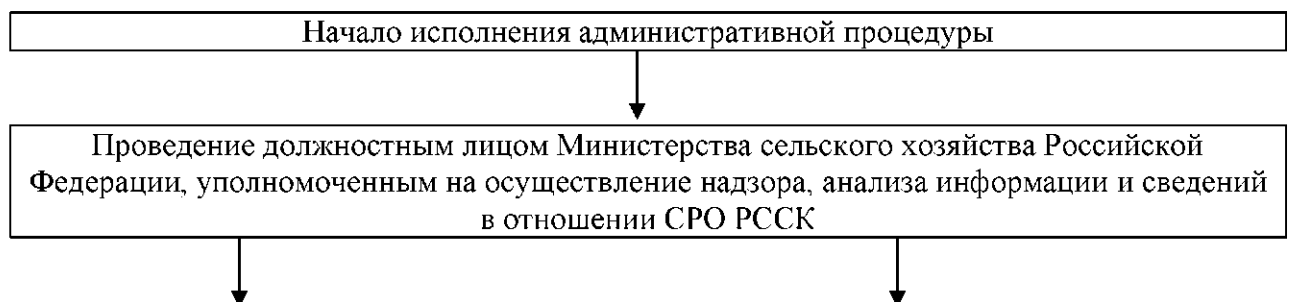 Начало исполнения административной процедуры
Проведение должностным лицом Министерства сельского хозяйства Российской
Федерации, уполномоченным на осуществление надзора, анализа информации и сведений
в отношении СРО РССК